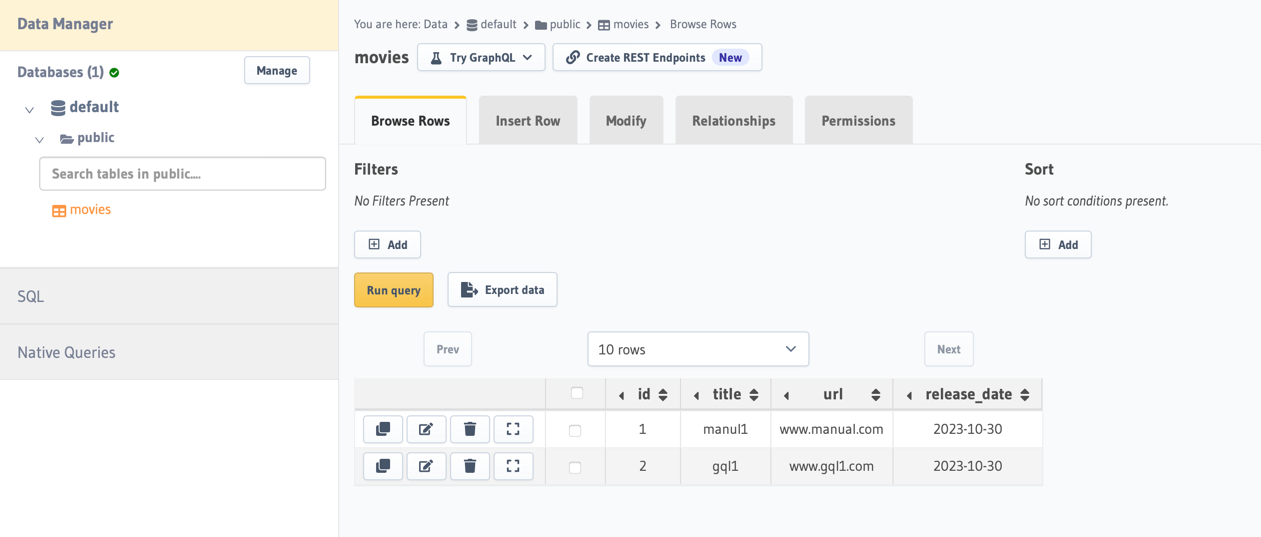 Data Manager
Databases (1)
Manage
default
public
Search tables in public....
movies
SQL
Native Queries
You are here: Data > default > public > movies > Browse Rows
movies
Try GraphQL
Create REST Endpoints New
Browse Rows
Insert Row
Modify
Relationships
Permissions
Filters
No Filters Present
Add
Sort
No sort conditions present.
Add
Run query
Export data
Prev
10 rows
Next
id title url release_date
1 manul1 www.manual.com 2023-10-30
2 gql1 www.gql1.com 2023-10-30